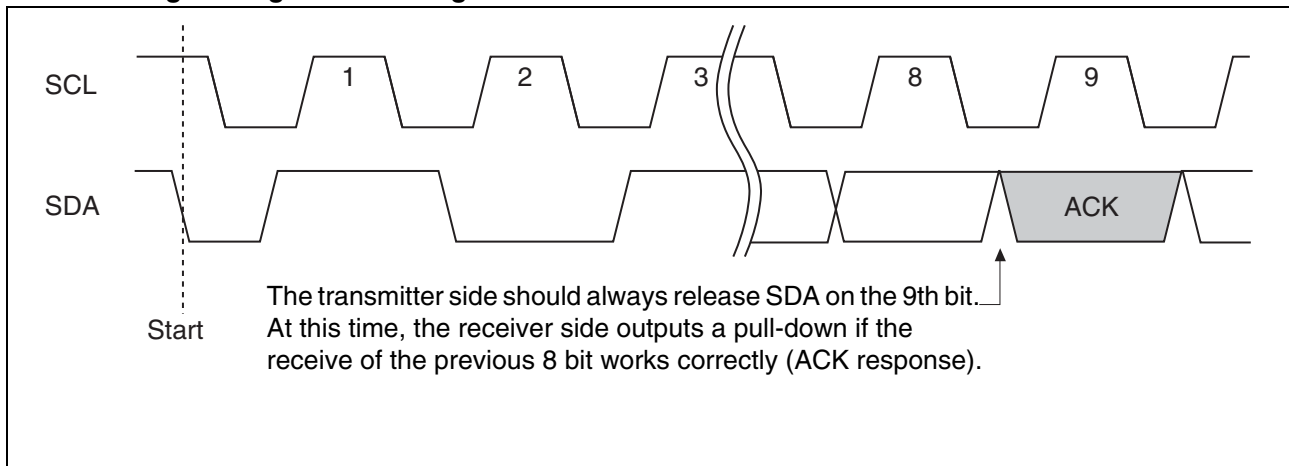 SCL
1 2 3 8 9
SDA
ACK
The transmitter side should always release SDA on the 9th bit.
Start
At this time, the receiver side outputs a pull-down if the
receive of the previous 8 bit works correctly (ACK response).